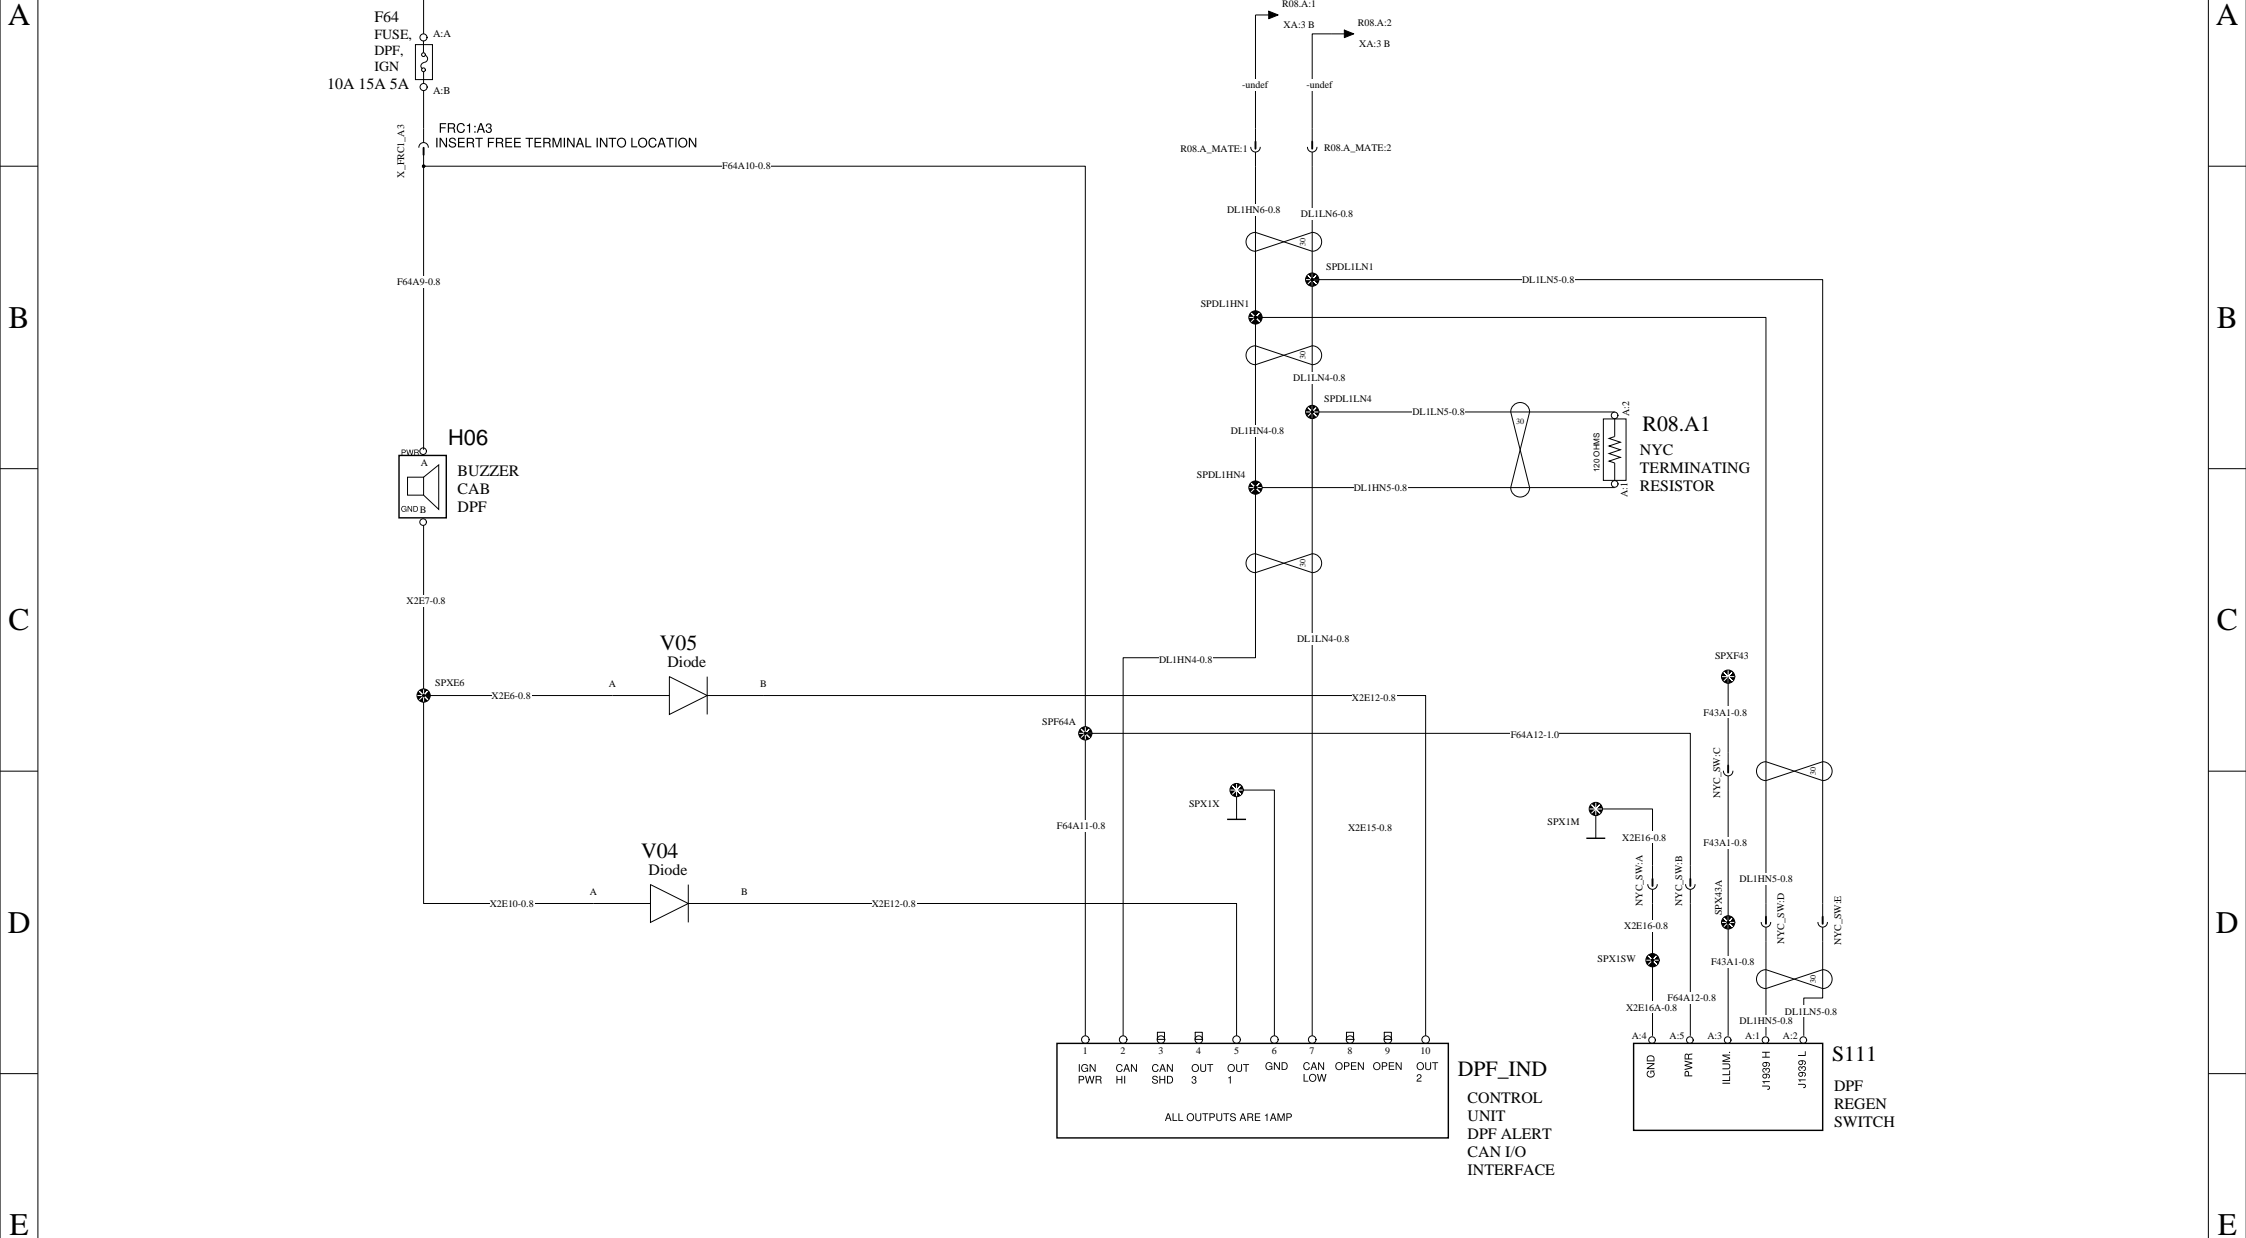 A
A
F64
FUSE,
DPF,
IGN
10A 15A 5A
A:A
A:B
X_FRC1_A3
FRC1:A3
INSERT FREE TERMINAL INTO LOCATION
F64A10-0.8
R08.A:1
XA:3 B
R08.A:2
XA:3 B
-undef
-undef
R08.A_MATE:1
R08.A_MATE:2
DL1HN6-0.8
DL1LN6-0.8
30
SPDL1LN1
DL1LN5-0.8
F64A9-0.8
SPDL1HN1
B
B
30
DL1LN4-0.8
SPDL1LN4
DL1LN5-0.8
30
A:2
120 OHMS
A:1
R08.A1
NYC
TERMINATING
RESISTOR
DL1HN4-0.8
SPDL1HN4
DL1HN5-0.8
H06
PWR
A
GND B
BUZZER
CAB
DPF
30
X2E7-0.8
C
C
V05
Diode
DL1LN4-0.8
DL1HN4-0.8
SPXF43
SPXE6
X2E6-0.8
A
B
X2E12-0.8
F43A1-0.8
SPF64A
F64A12-1.0
NYC_SW:C
30
SPX1X
SPX1M
F64A11-0.8
X2E15-0.8
X2E16-0.8
F43A1-0.8
V04
Diode
NYC_SW:A
NYC_SW:B
SPX43A
DL1HN5-0.8
X2E10-0.8
A
B
X2E12-0.8
NYC_SW:D
NYC_SW:E
D
D
X2E16-0.8
SPX1SW
F43A1-0.8
30
F64A12-0.8
X2E16A-0.8
DL1LN5-0.8
DL1HN5-0.8
A:4
A:5
A:3
A:1
A:2
1
2
3
4
5
6
7
8
9
10
IGN
PWR
CAN
HI
CAN
SHD
OUT
3
OUT
1
GND
CAN
LOW
OPEN
OPEN
OUT
2
ALL OUTPUTS ARE 1AMP
DPF_IND
CONTROL
UNIT
DPF ALERT
CAN I/O
INTERFACE
GND
PWR
ILLUM.
J1939 H
J1939 L
S111
DPF
REGEN
SWITCH
E
E